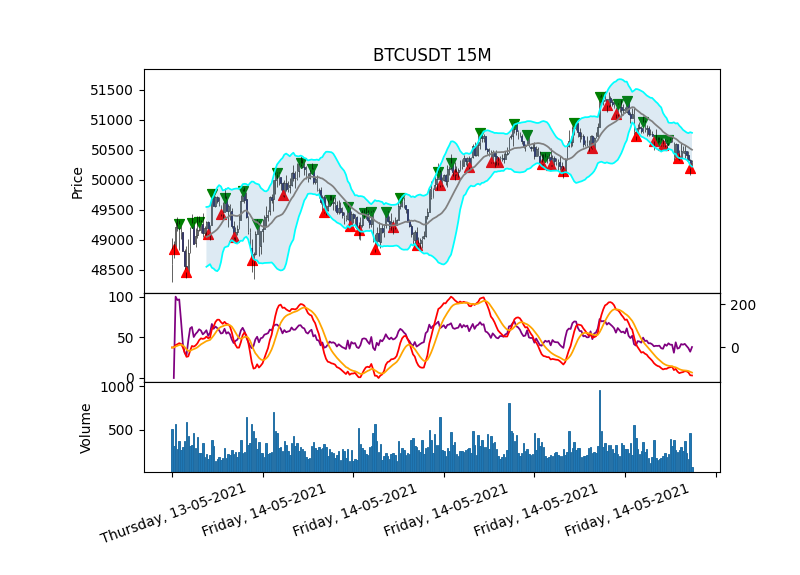 BTCUSDT 15M
Price
51500
51000
50500
50000
49500
49000
48500
100
50
0
200
0
Volume
1000
500
Thursday, 13-05-2021
Friday, 14-05-2021
Friday, 14-05-2021
Friday, 14-05-2021
Friday, 14-05-2021
Friday, 14-05-2021